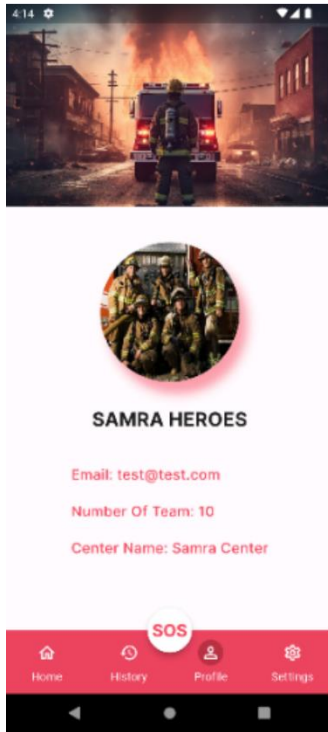 4:14
SAMRA HEROES
Email: test@test.com
Number Of Team: 10
Center Name: Samra Center
SOS
Home
History
Profile
Settings